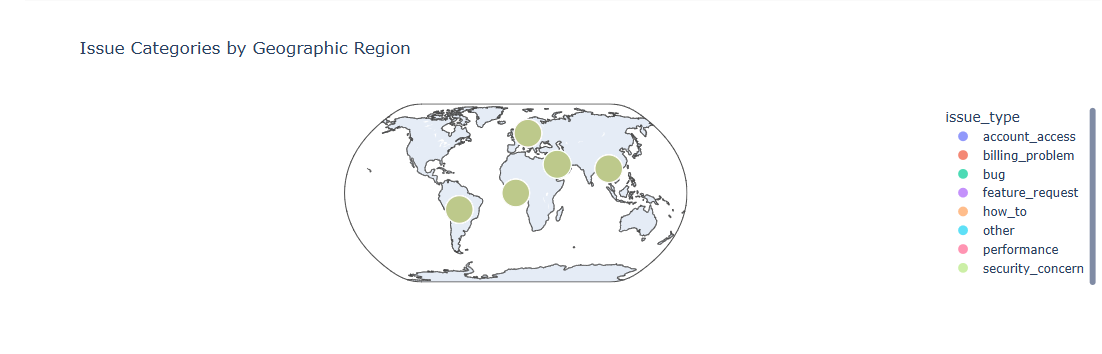 Issue Categories by Geographic Region
issue_type
account_access
billing_problem
bug
feature_request
how_to
other
performance
security_concern